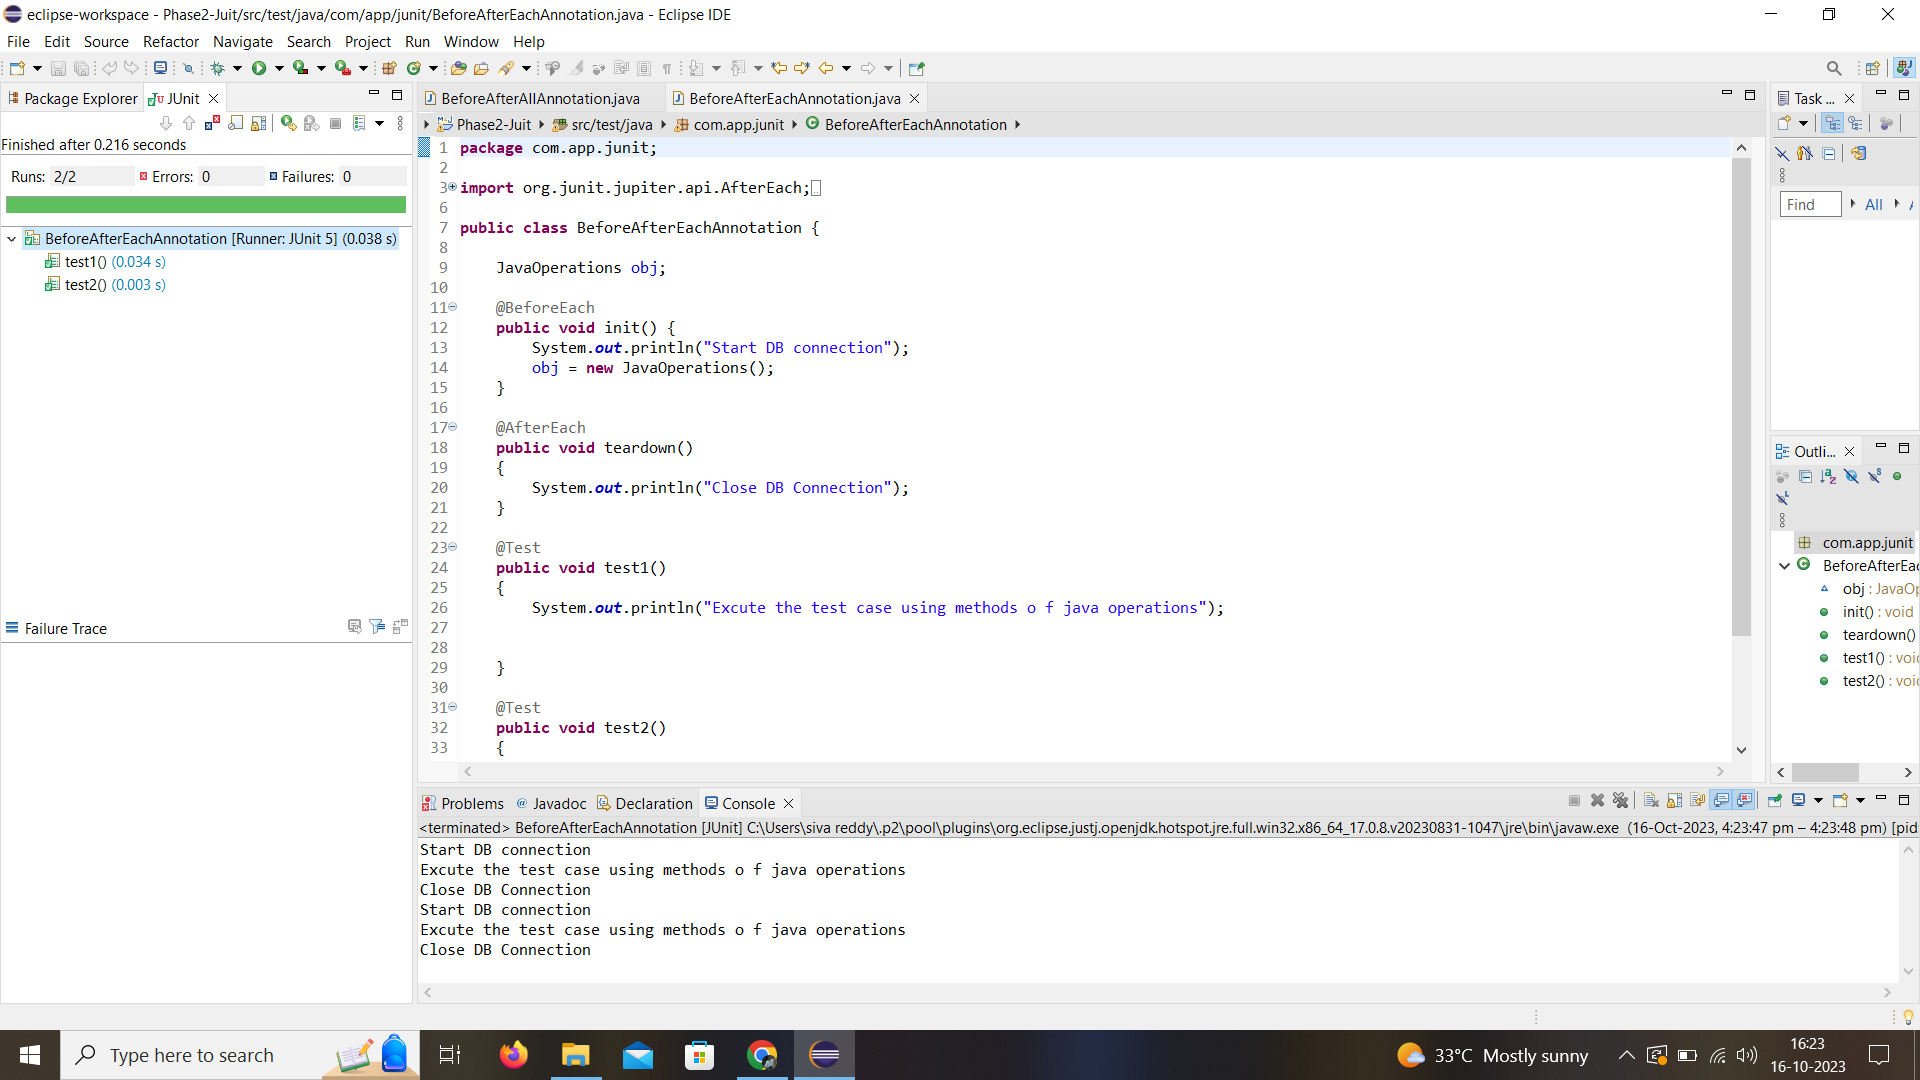 eclipse-workspace - Phase2-Juit/src/test/java/com/app/junit/BeforeAfterEachAnnotation.java - Eclipse IDE
File Edit Source Refactor Navigate Search Project Run Window Help
Package Explorer JUnit
Finished after 0.216 seconds
Runs: 2/2 Errors: 0 Failures: 0
BeforeAfterEachAnnotation [Runner: JUnit 5] (0.038 s)
test1() (0.034 s)
test2() (0.003 s)
Failure Trace
BeforeAfterAllAnnotation.java BeforeAfterEachAnnotation.java
Phase2-Juit src/test/java com.app.junit BeforeAfterEachAnnotation
1 package com.app.junit;
2
3 import org.junit.jupiter.api.AfterEach;
6
7 public class BeforeAfterEachAnnotation {
8
9 JavaOperations obj;
10
11 @BeforeEach
12 public void init() {
13 System.out.println("Start DB connection");
14 obj = new JavaOperations();
15 }
16
17 @AfterEach
18 public void teardown()
19 {
20 System.out.println("Close DB Connection");
21 }
22
23 @Test
24 public void test1()
25 {
26 System.out.println("Excute the test case using methods o f java operations");
27
28
29 }
30
31 @Test
32 public void test2()
33 {
Task ...
Find All
Outli...
com.app.junit
BeforeAfterEac
obj : JavaOp
init() : void
teardown()
test1() : voi
test2() : voi
Problems @ Javadoc Declaration Console
<terminated> BeforeAfterEachAnnotation [JUnit] C:\Users\siva reddy\.p2\pool\plugins\org.eclipse.justj.openjdk.hotspot.jre.full.win32.x86_64_17.0.8.v20230831-1047\jre\bin\javaw.exe (16-Oct-2023, 4:23:47 pm – 4:23:48 pm) [pid
Start DB connection
Excute the test case using methods o f java operations
Close DB Connection
Start DB connection
Excute the test case using methods o f java operations
Close DB Connection
Type here to search
33°C Mostly sunny
16:23
16-10-2023